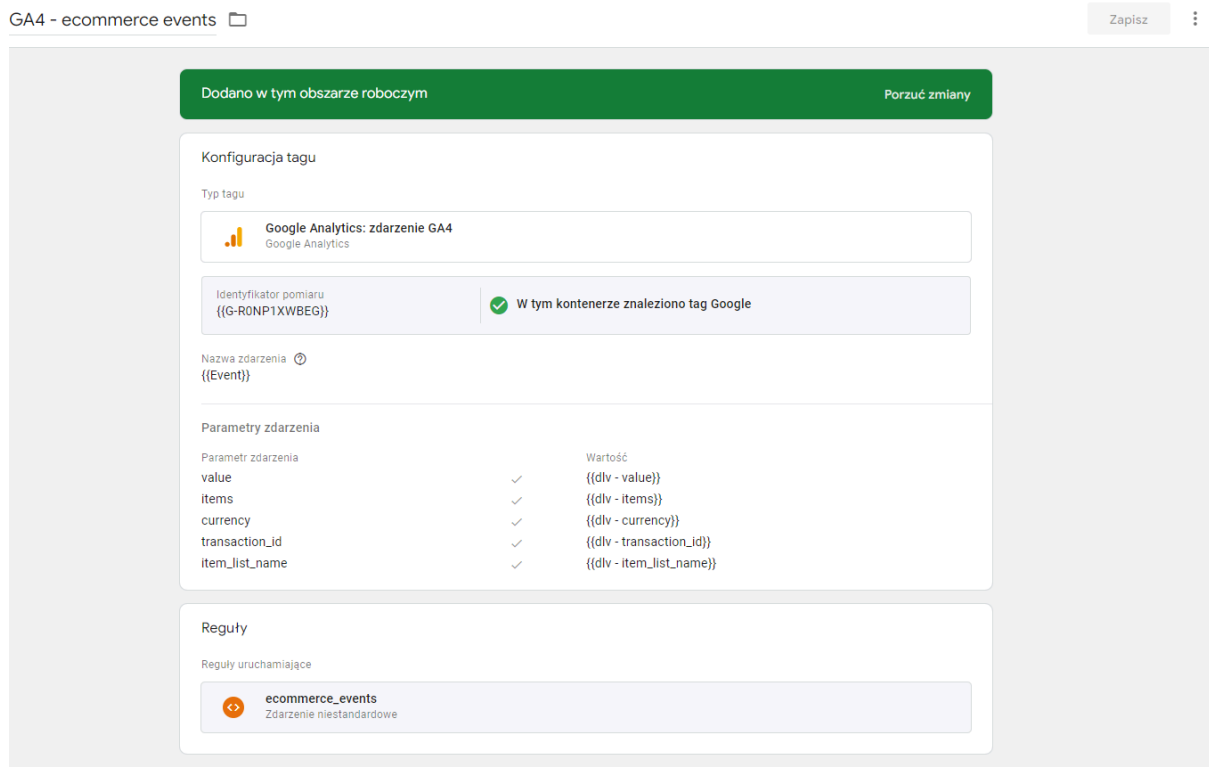 GA4 - ecommerce events
Zapisz
Dodano w tym obszarze roboczym
Porzuć zmiany
Konfiguracja tagu
Typ tagu
Google Analytics: zdarzenie GA4
Google Analytics
Identyfikator pomiaru
{{G-R0NP1XWBEG}}
W tym kontenerze znaleziono tag Google
Nazwa zdarzenia
{{Event}}
Parametry zdarzenia
Parametr zdarzenia Wartość
value {{dlv - value}}
items {{dlv - items}}
currency {{dlv - currency}}
transaction_id {{dlv - transaction_id}}
item_list_name {{dlv - item_list_name}}
Reguły
Reguły uruchamiające
ecommerce_events
Zdarzenie niestandardowe